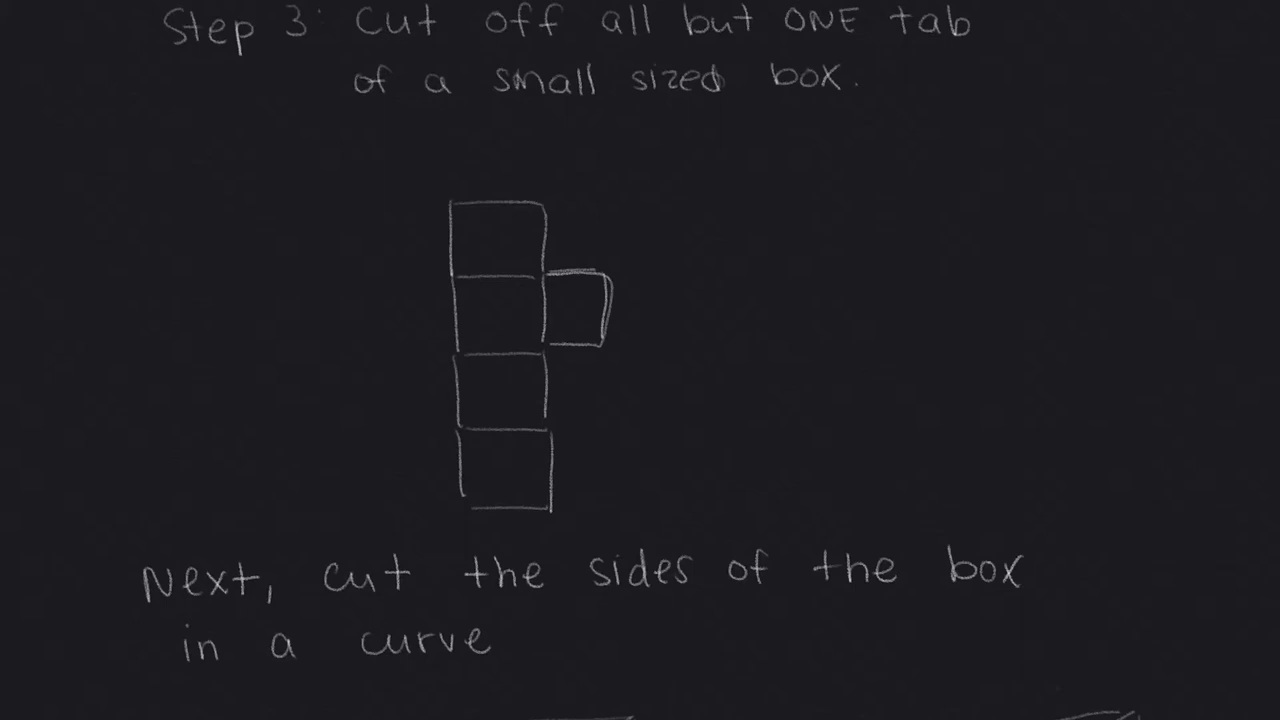 Step 3: Cut off all but ONE tab
of a small sized box.
Next, cut the sides of the box
in a curve